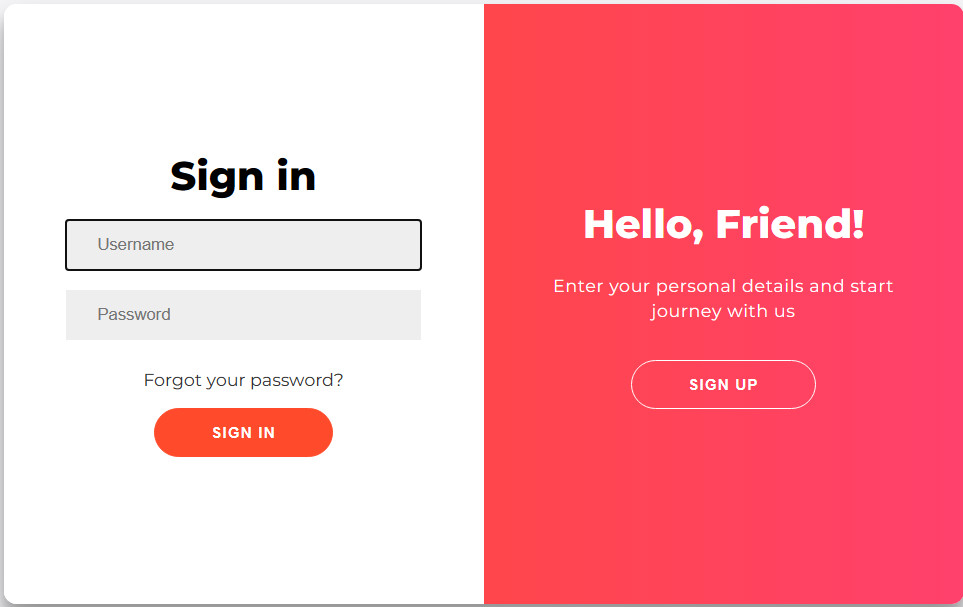 Sign in
Username
Password
Forgot your password?
SIGN IN
Hello, Friend!
Enter your personal details and start
journey with us
SIGN UP